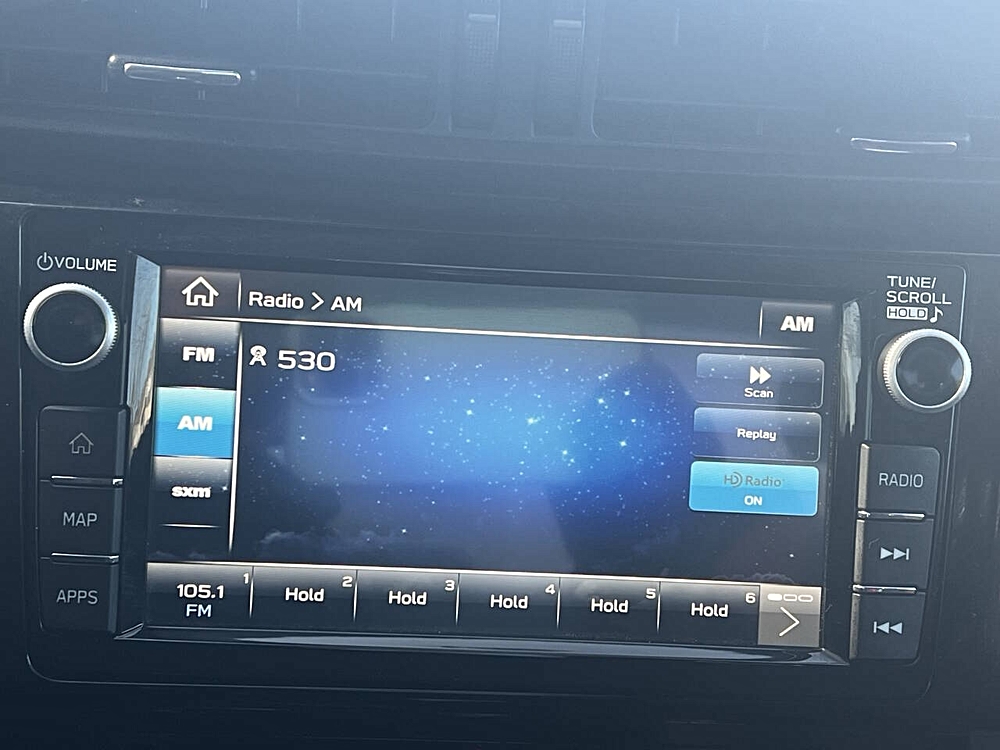 VOLUME
TUNE/
SCROLL
HOLD
Radio > AM
AM
FM
530
Scan
AM
Replay
HD Radio
ON
sxm
MAP
APPS
RADIO
105.1
FM
1
Hold
2
Hold
3
Hold
4
Hold
5
Hold
6